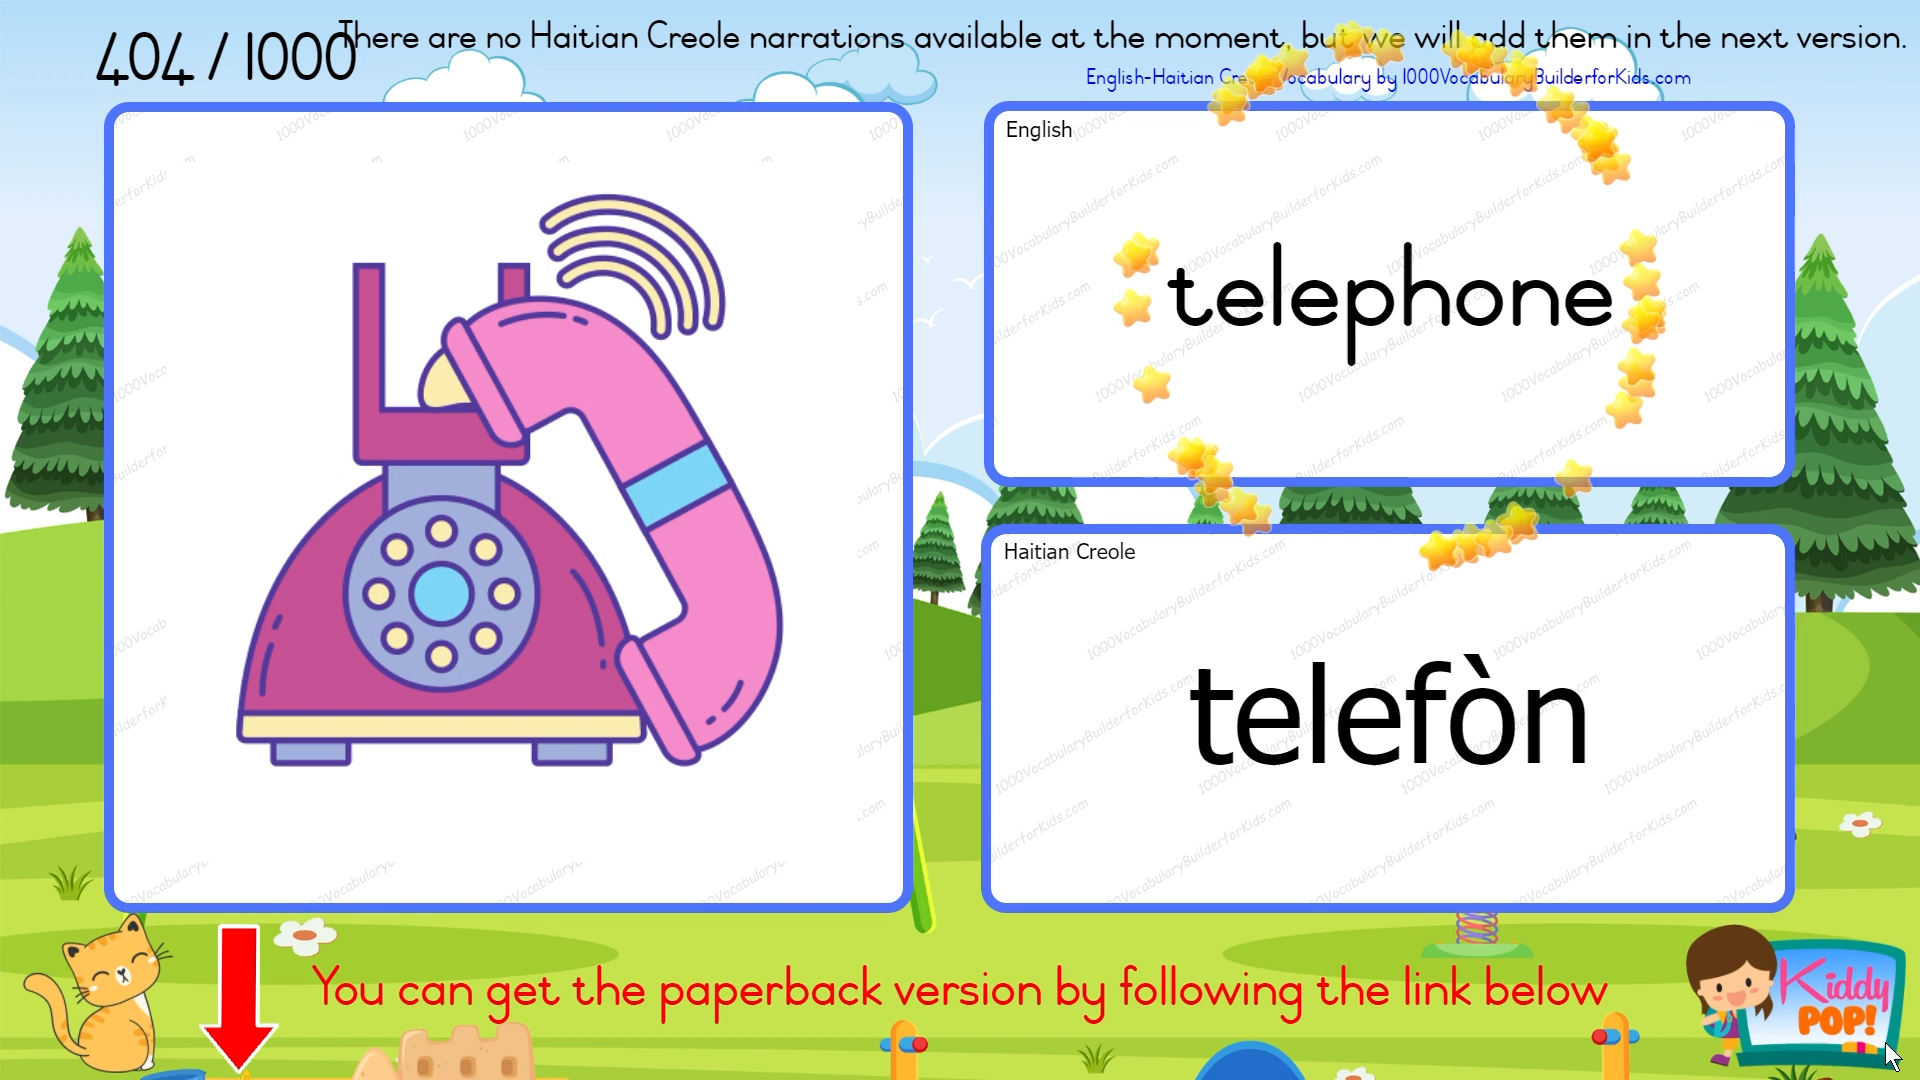 404 / 1000
There are no Haitian Creole narrations available at the moment, but we will add them in the next version.
English-Haitian Creole Vocabulary by 1000VocabularyBuilderforKids.com
English
telephone
Haitian Creole
telefòn
You can get the paperback version by following the link below
Kiddy
POP!